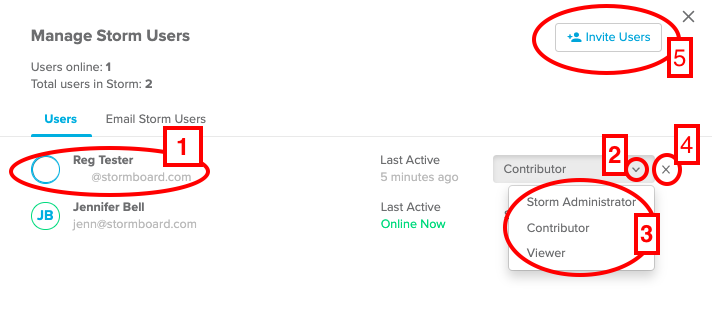 Manage Storm Users
Invite Users
5
Users online: 1
Total users in Storm: 2
Users
Email Storm Users
1
Reg Tester
@stormboard.com
Last Active
5 minutes ago
Contributor
2
4
JB
Jennifer Bell
jenn@stormboard.com
Last Active
Online Now
Storm Administrator
Contributor
Viewer
3